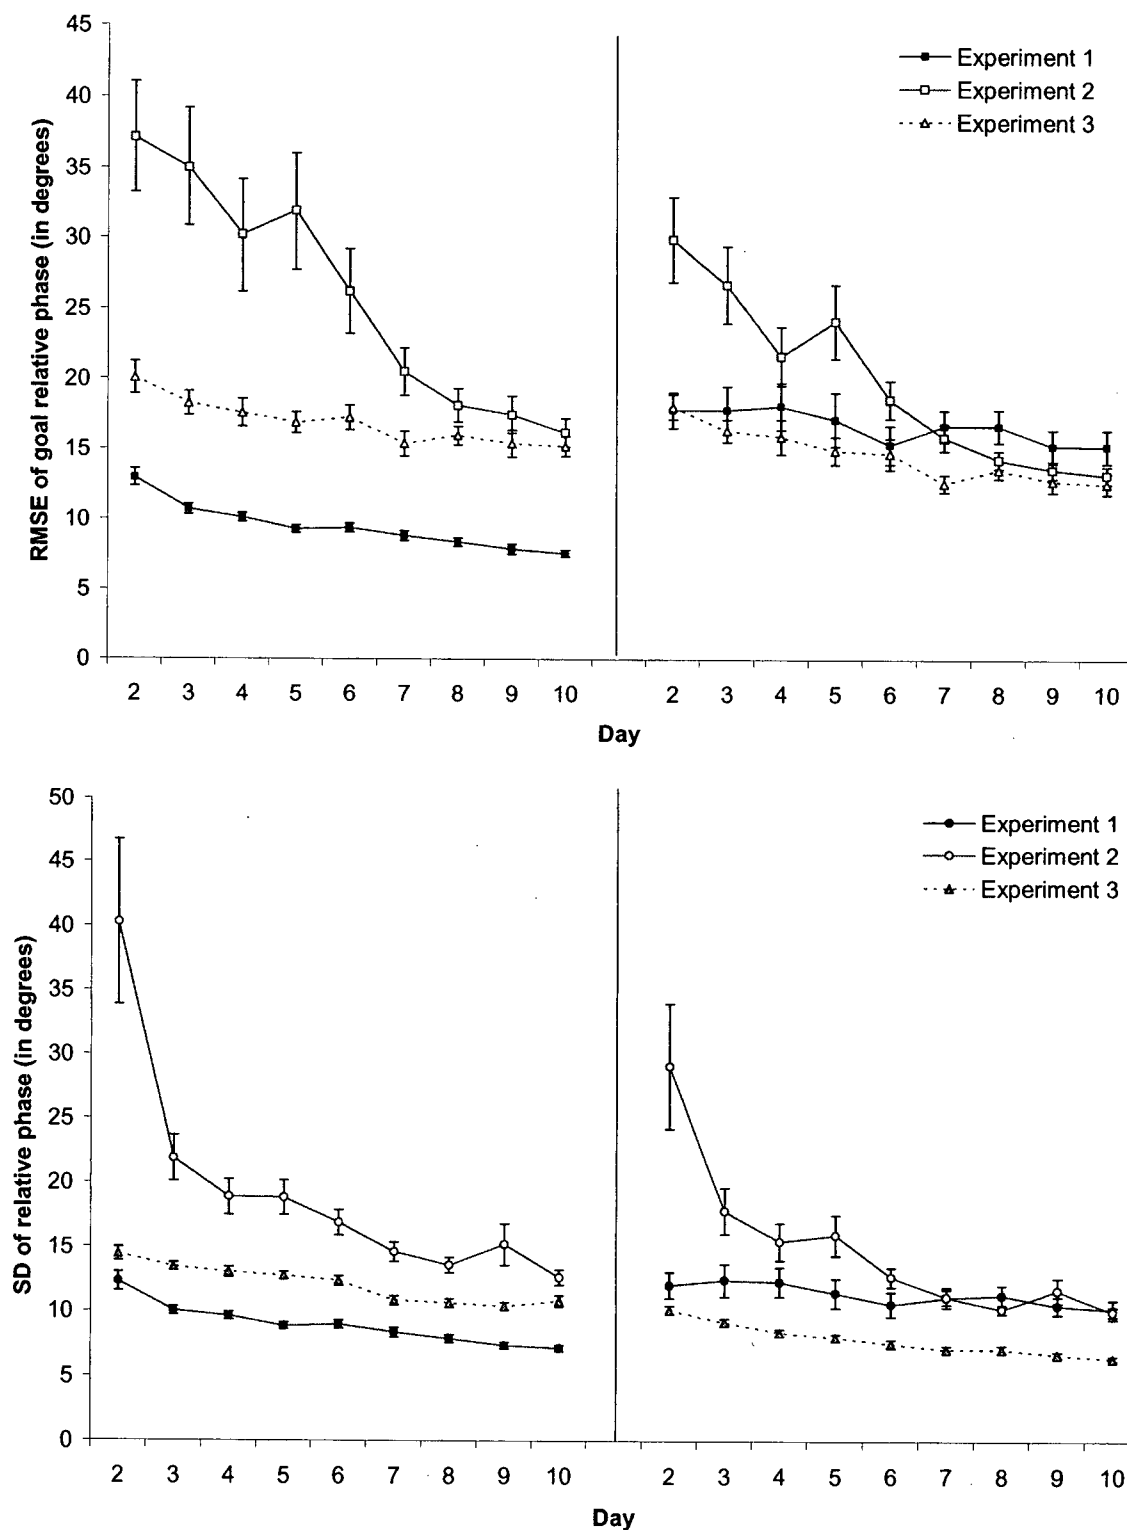 45
40
35
30
25
20
15
10
5
0
RMSE of goal relative phase (in degrees)
Experiment 1
Experiment 2
Experiment 3
2 3 4 5 6 7 8 9 10 2 3 4 5 6 7 8 9 10
Day
50
45
40
35
30
25
20
15
10
5
0
SD of relative phase (in degrees)
Experiment 1
Experiment 2
Experiment 3
2 3 4 5 6 7 8 9 10 2 3 4 5 6 7 8 9 10
Day